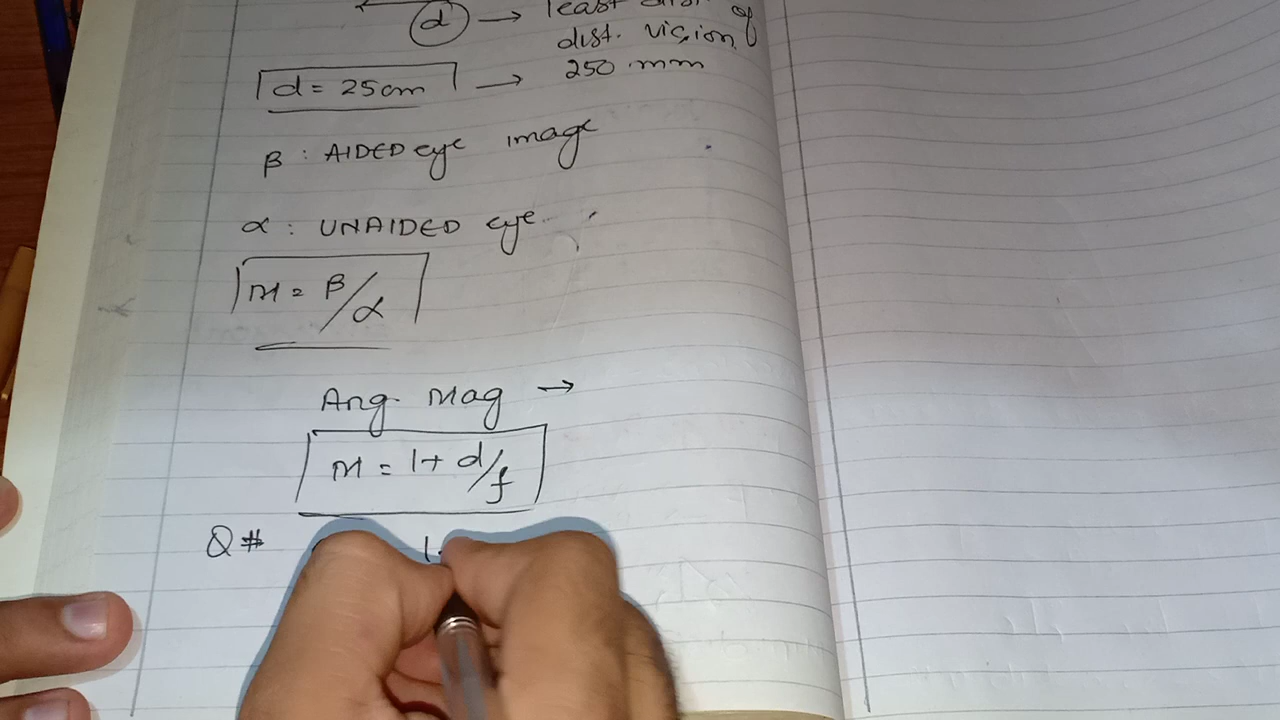 d → least dist. of
dist. vision
d = 25cm → 250 mm
β : AIDED eye image
α : UNAIDED eye
M = β/α
Ang. Mag →
M = 1+ d/f
Q #